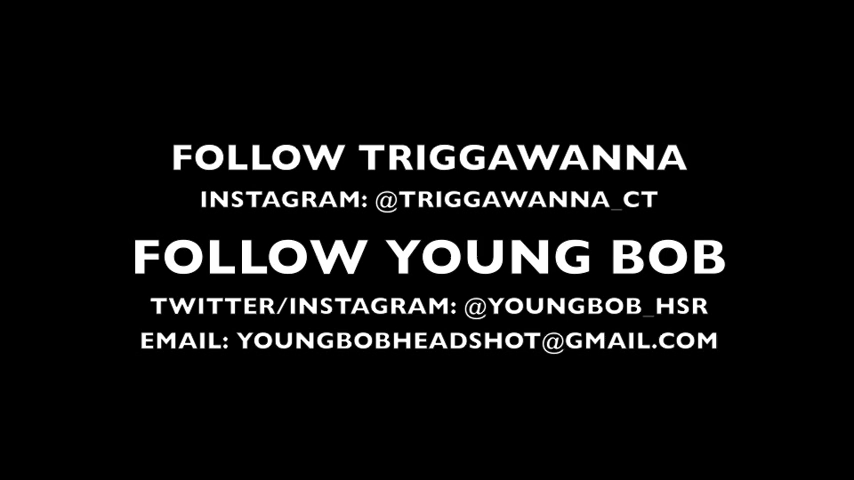 FOLLOW TRIGGAWANNA
INSTAGRAM: @TRIGGAWANNA_CT
FOLLOW YOUNG BOB
TWITTER/INSTAGRAM: @YOUNGBOB_HSR
EMAIL: YOUNGBOBHEADSHOT@GMAIL.COM